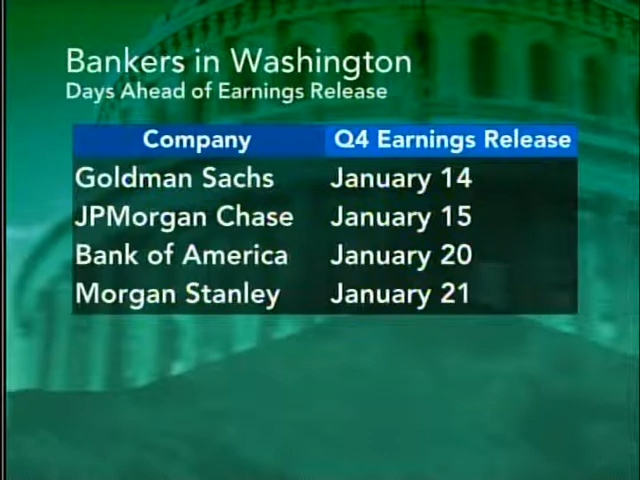 Bankers in Washington
Days Ahead of Earnings Release
Company Q4 Earnings Release
Goldman Sachs January 14
JPMorgan Chase January 15
Bank of America January 20
Morgan Stanley January 21